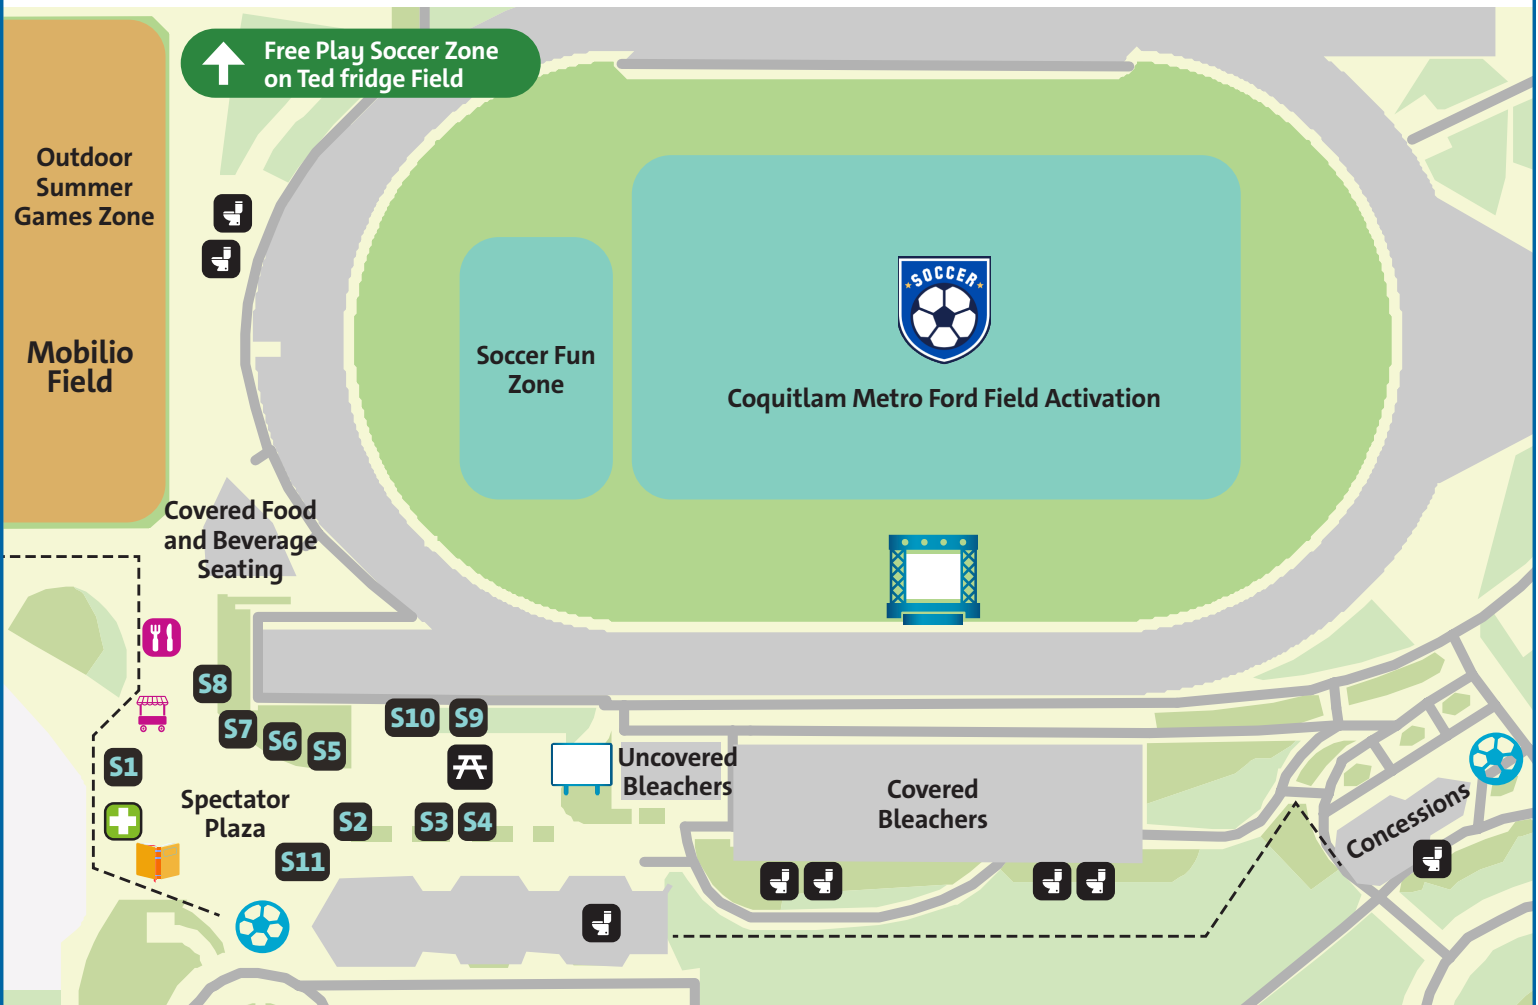 Free Play Soccer Zone
on Ted fridge Field
Outdoor
Summer
Games Zone
Mobilio
Field
SOCCER
Soccer Fun
Zone
Coquitlam Metro Ford Field Activation
Covered Food
and Beverage
Seating
S8
S7
S6
S5
S10
S9
S1
Spectator
Plaza
S2
S3
S4
S11
Uncovered
Bleachers
Covered
Bleachers
Concessions